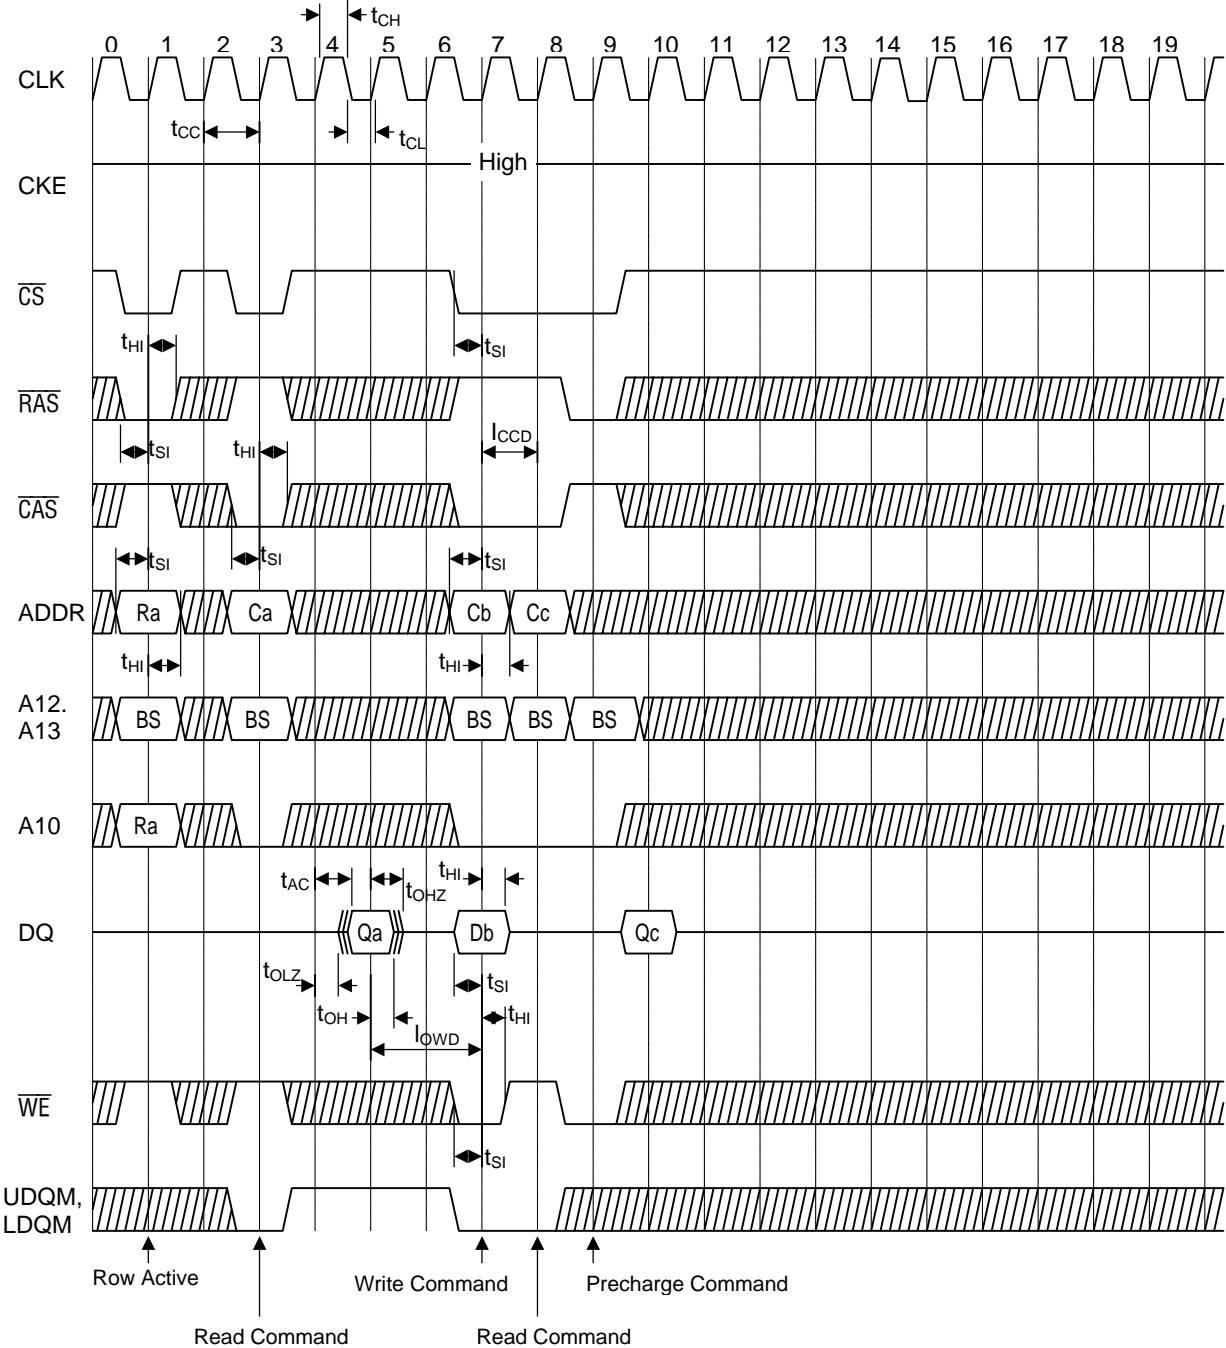 tCH
0 1 2 3 4 5 6 7 8 9 10 11 12 13 14 15 16 17 18 19
CLK
tCC
tCL
High
CKE
CS
tHI
tSI
RAS
lCCD
tSI
tHI
CAS
tSI
tSI
tSI
ADDR
Ra
Ca
Cb
Cc
tHI
tHI
A12.
A13
BS
BS
BS
BS
BS
A10
Ra
tAC
tOHZ
tHI
DQ
Qa
Db
Qc
tOLZ
tSI
tOH
lOWD
tHI
WE
tSI
UDQM,
LDQM
Row Active
Write Command
Precharge Command
Read Command
Read Command